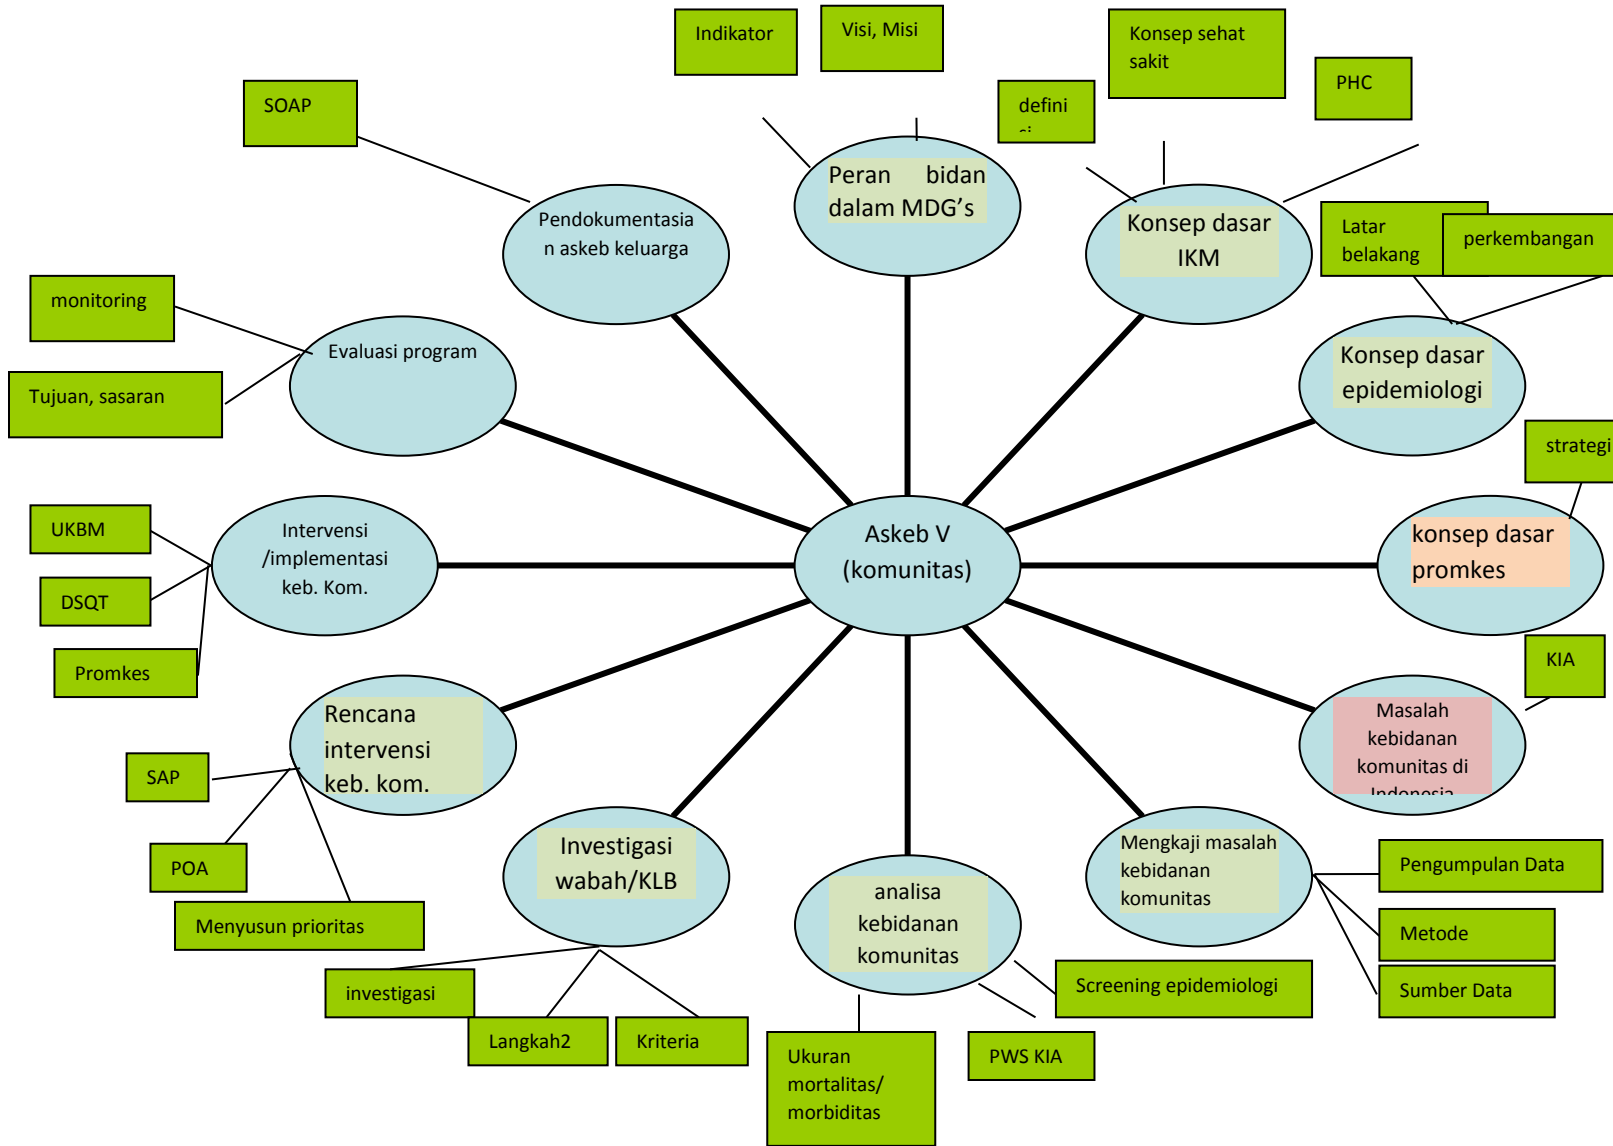 Indikator
Visi, Misi
Konsep sehat
sakit
PHC
SOAP
defini
Peran bidan
dalam MDG's
Konsep dasar
IKM
Pendokumentasia
n askeb keluarga
Latar
belakang
perkembangan
monitoring
Evaluasi program
Konsep dasar
epidemiologi
Tujuan, sasaran
strategi
UKBM
Intervensi
/implementasi
keb. Kom.
DSQT
Promkes
Askeb V
(komunitas)
konsep dasar
promkes
KIA
Masalah
kebidanan
komunitas di
Indonesia
Rencana
intervensi
keb. kom.
SAP
POA
Menyusun prioritas
Investigasi
wabah/KLB
investigasi
Langkah2
Kriteria
analisa
kebidanan
komunitas
Ukuran
mortalitas/
morbiditas
PWS KIA
Screening epidemiologi
Mengkaji masalah
kebidanan
komunitas
Pengumpulan Data
Metode
Sumber Data